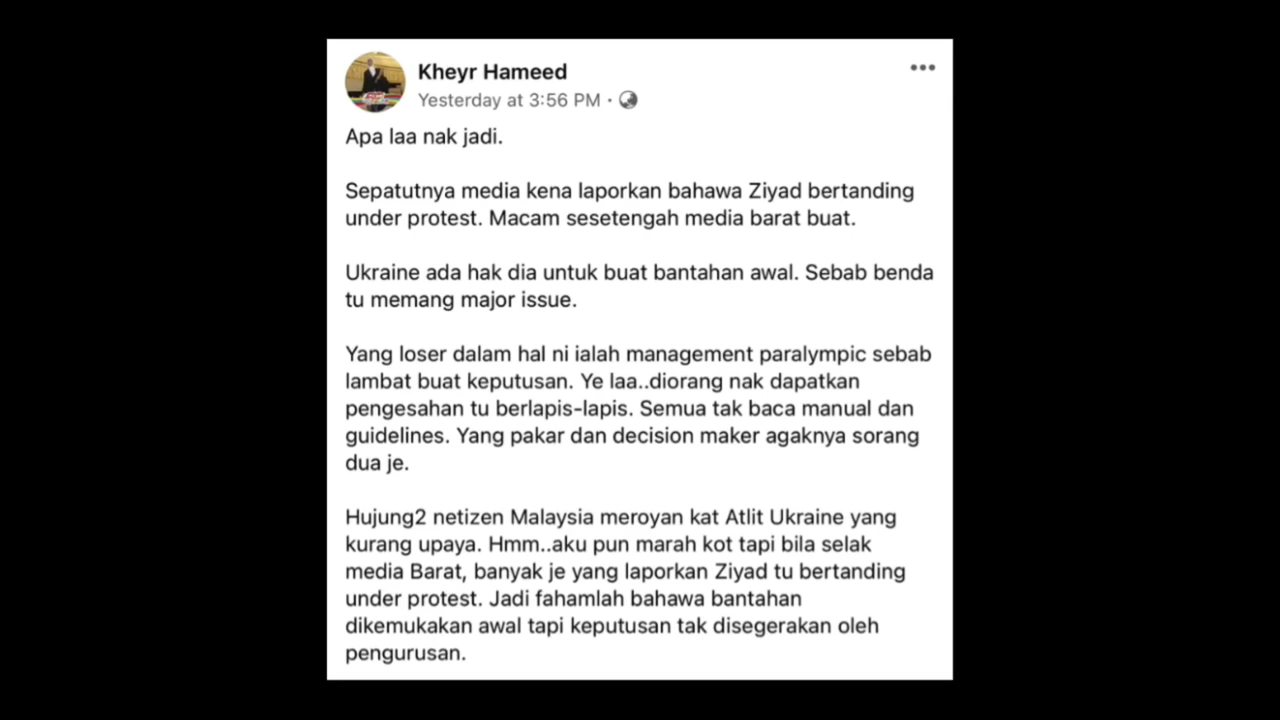 Kheyr Hameed
Yesterday at 3:56 PM ·
Apa laa nak jadi.
Sepatutnya media kena laporkan bahawa Ziyad bertanding
under protest. Macam sesetengah media barat buat.
Ukraine ada hak dia untuk buat bantahan awal. Sebab benda
tu memang major issue.
Yang loser dalam hal ni ialah management paralympic sebab
lambat buat keputusan. Ye laa..diorang nak dapatkan
pengesahan tu berlapis-lapis. Semua tak baca manual dan
guidelines. Yang pakar dan decision maker agaknya sorang
dua je.
Hujung2 netizen Malaysia meroyan kat Atlit Ukraine yang
kurang upaya. Hmm..aku pun marah kot tapi bila selak
media Barat, banyak je yang laporkan Ziyad tu bertanding
under protest. Jadi fahamlah bahawa bantahan
dikemukakan awal tapi keputusan tak disegerakan oleh
pengurusan.